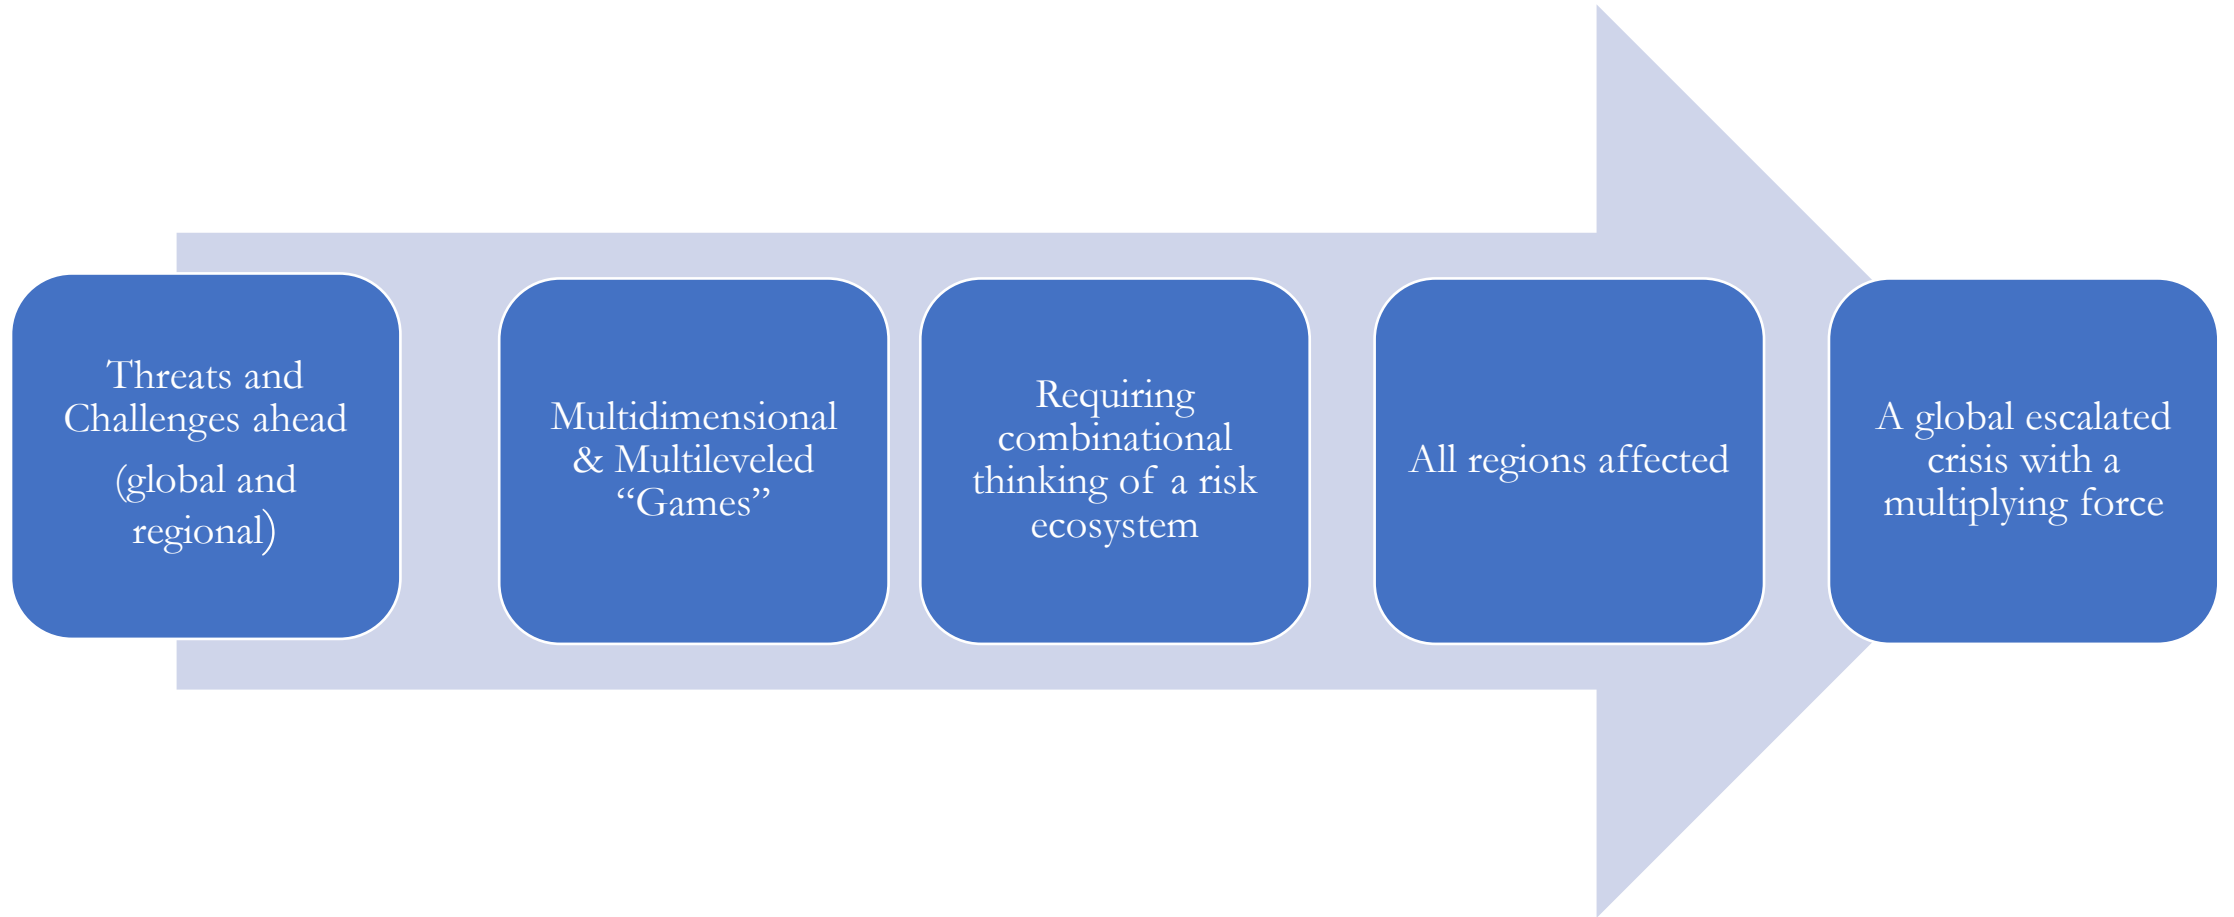 Threats and
Challenges ahead
(global and
regional)
Multidimensional
& Multileveled
“Games”
Requiring
combinational
thinking of a risk
ecosystem
All regions affected
A global escalated
crisis with a
multiplying force